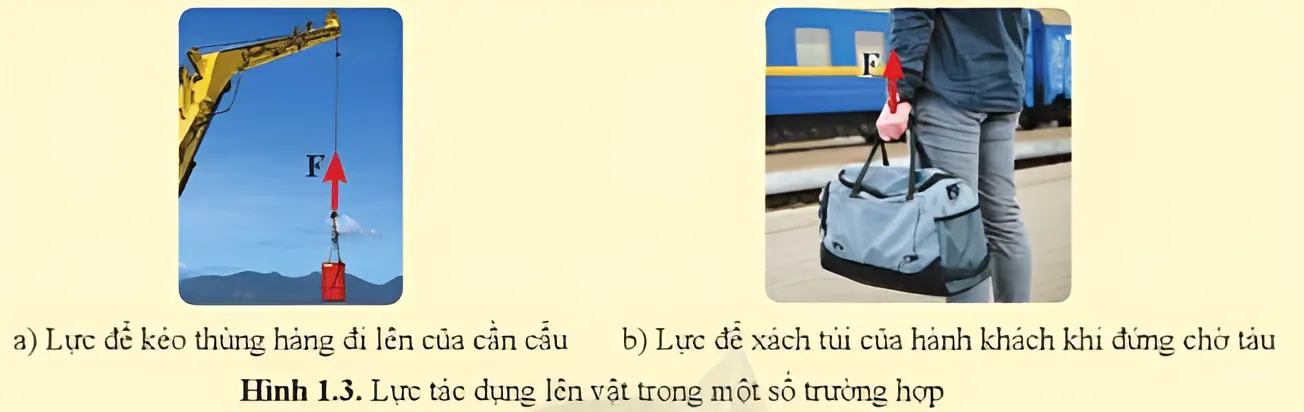 F
F
a) Lực để kéo thùng hàng đi lên của cần cẩu
b) Lực để xách túi của hành khách khi đứng chờ tàu
Hình 1.3. Lực tác dụng lên vật trong một số trường hợp